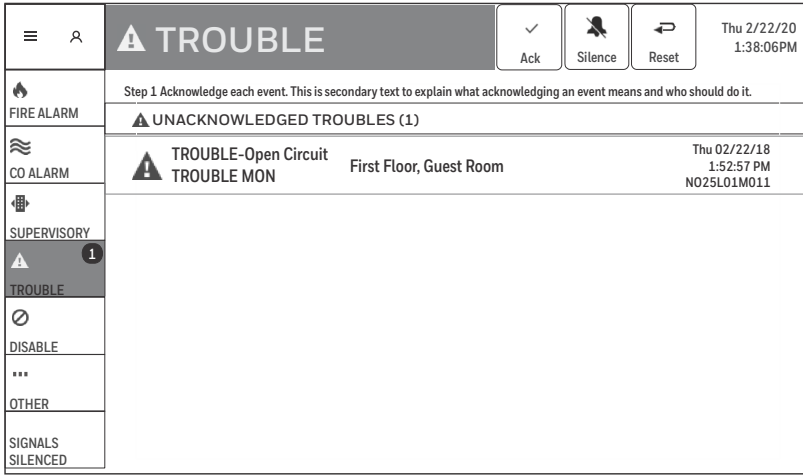 TROUBLE
Ack
Silence
Reset
Thu 2/22/20
1:38:06PM
FIRE ALARM
CO ALARM
SUPERVISORY
1
TROUBLE
DISABLE
OTHER
SIGNALS
SILENCED
Step 1 Acknowledge each event. This is secondary text to explain what acknowledging an event means and who should do it.
UNACKNOWLEDGED TROUBLES (1)
TROUBLE-Open Circuit
TROUBLE MON
First Floor, Guest Room
Thu 02/22/18
1:52:57 PM
N025L01M011